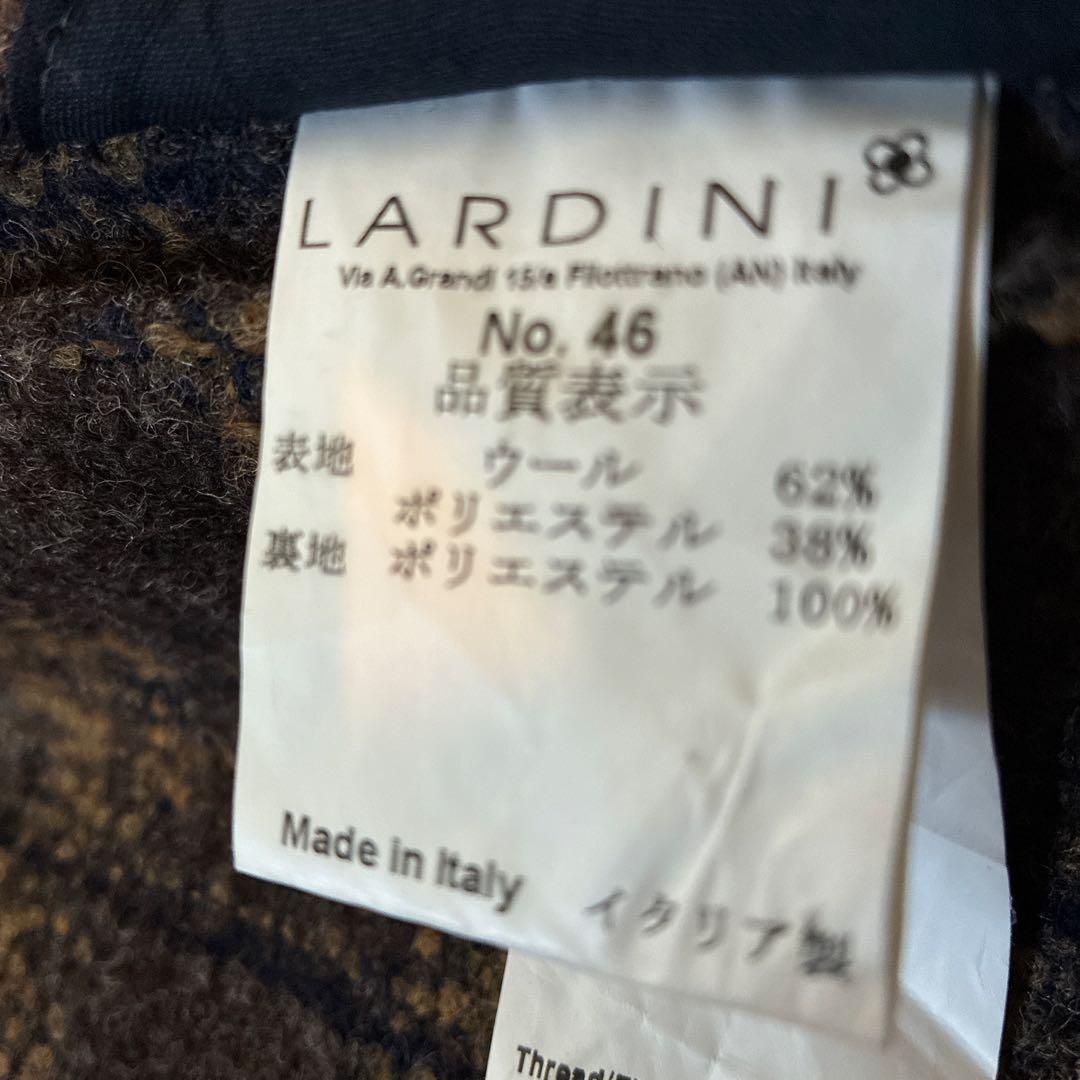 LARDINI
Via A.Grandi 15/a Filottrano (AN) Italy
No. 46
品質表示
表地 ウール 62%
ポリエステル 38%
裏地 ポリエステル 100%
Made in Italy イタリア製